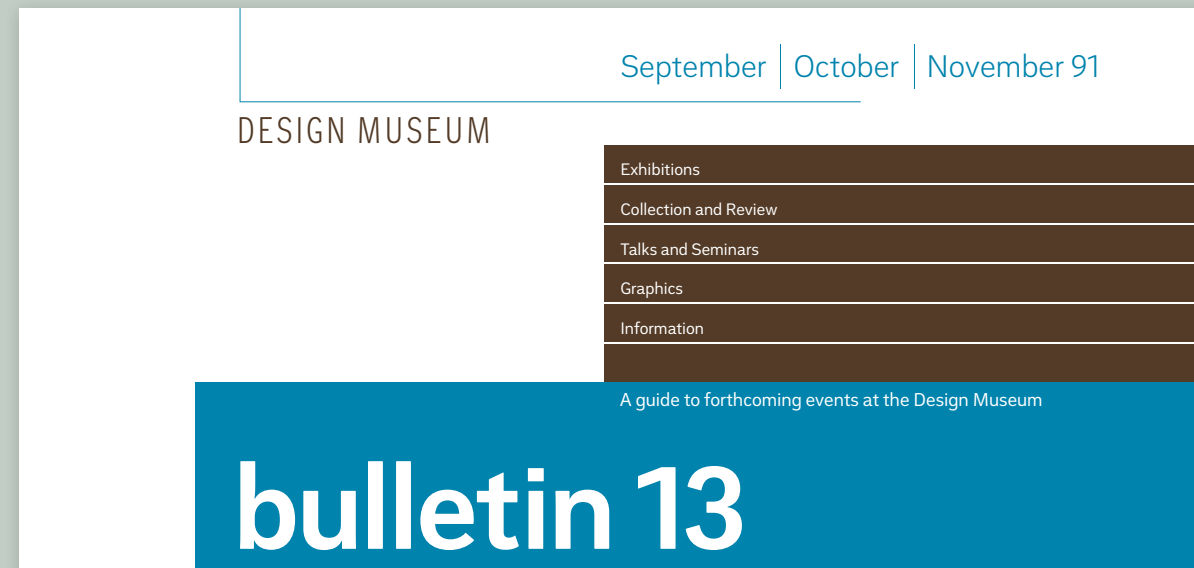 September | October | November 91
DESIGN MUSEUM
Exhibitions
Collection and Review
Talks and Seminars
Graphics
Information
A guide to forthcoming events at the Design Museum
bulletin 13